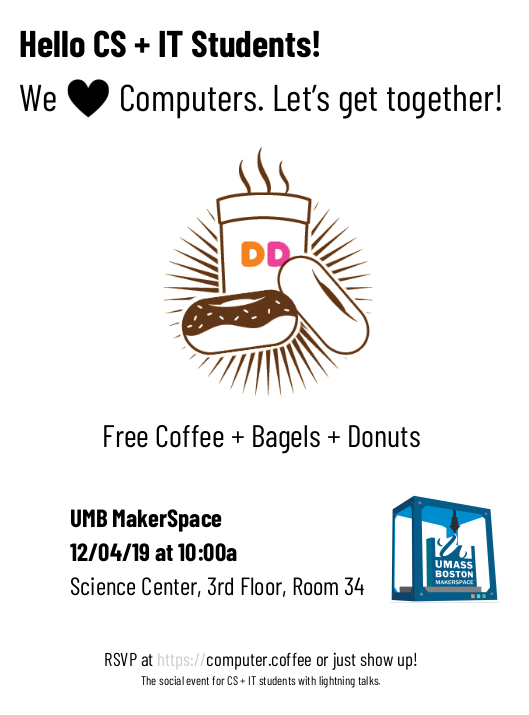 Hello CS + IT Students!
We ♥ Computers. Let's get together!
DD
Free Coffee + Bagels + Donuts
UMB MakerSpace
12/04/19 at 10:00a
Science Center, 3rd Floor, Room 34
UMASS
BOSTON
MAKERSPACE
RSVP at https://computer.coffee or just show up!
The social event for CS + IT students with lightning talks.